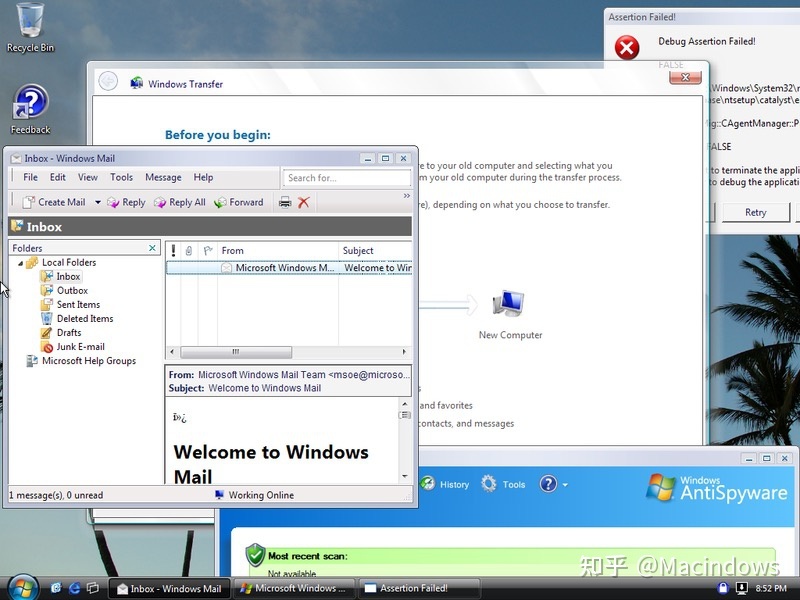 Recycle Bin
Feedback
Assertion Failed!
Debug Assertion Failed!
FALSE
\Windows\System32\
ase\ntsetup\catalyst\e
::CAgentManager::P
FALSE
to terminate the appli
to debug the applicatio
Retry
Windows Transfer
Before you begin:
e to your old computer and selecting what you
m your old computer during the transfer process.
re), depending on what you choose to transfer.
New Computer
s
and favorites
contacts, and messages
Inbox - Windows Mail
File Edit View Tools Message Help
Search for...
Create Mail Reply Reply All Forward
»
Inbox
Folders
Local Folders
Inbox
Outbox
Sent Items
Deleted Items
Drafts
Junk E-mail
Microsoft Help Groups
! From Subject
Microsoft Windows M... Welcome to Win
From: Microsoft Windows Mail Team <msoe@microso...
Subject: Welcome to Windows Mail
ï»¿
Welcome to Windows
Mail
1 message(s), 0 unread Working Online
History Tools
Windows
AntiSpyware
Most recent scan:
Not available
知乎 @Macindows
Inbox - Windows Mail Microsoft Windows ... Assertion Failed! 8:52 PM